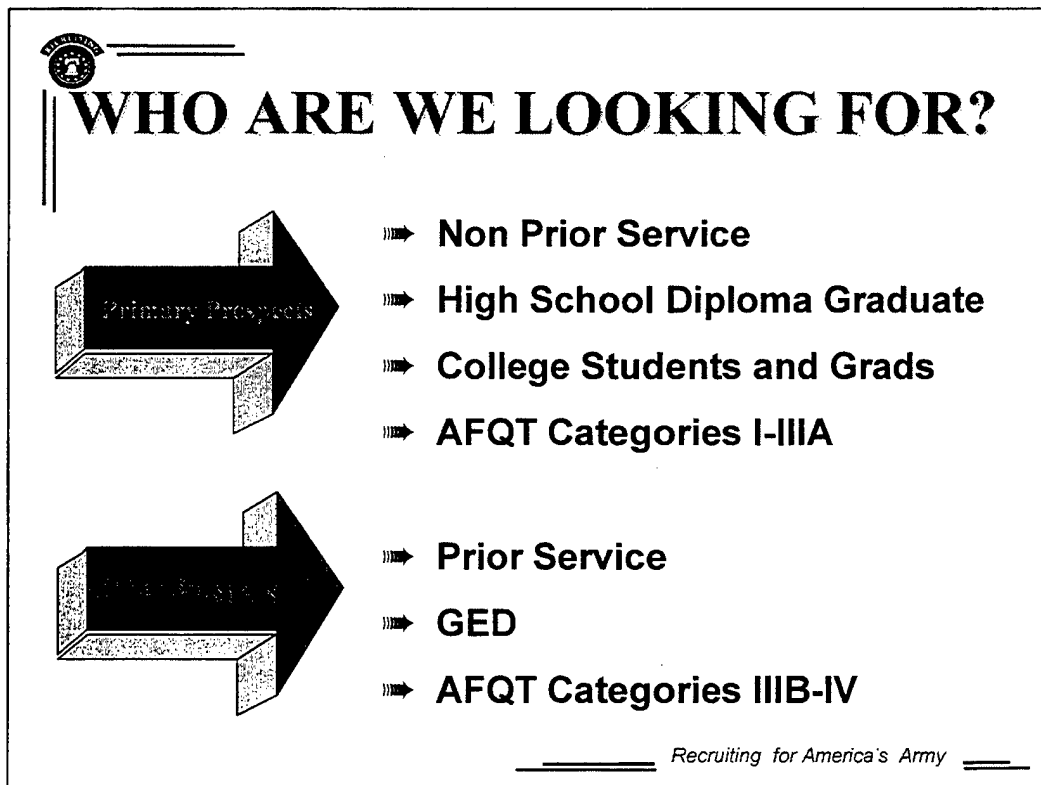 RECRUITING
WHO ARE WE LOOKING FOR?
Primary Prospects
Non Prior Service
High School Diploma Graduate
College Students and Grads
AFQT Categories I-IIIA
Prior Service
GED
AFQT Categories IIIB-IV
Recruiting for America's Army